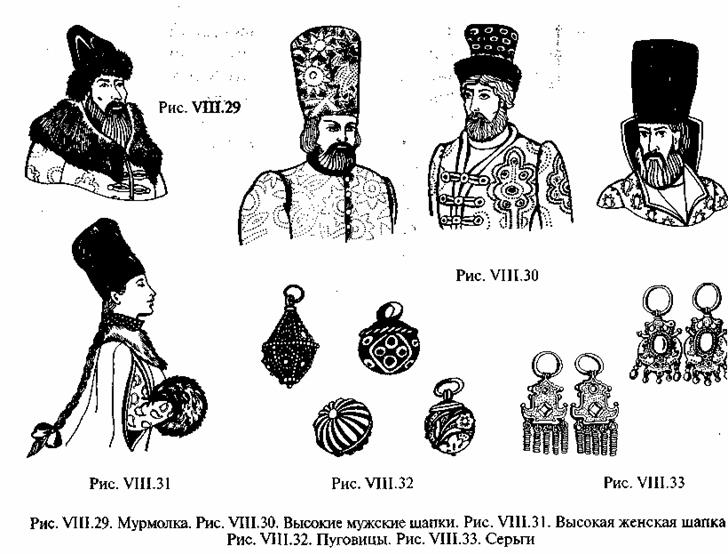 Рис. VIII.29
Рис. VIII.30
Рис. VIII.31
Рис. VIII.32
Рис. VIII.33
Рис. VIII.29. Мурмолка. Рис. VIII.30. Высокие мужские шапки. Рис. VIII.31. Высокая женская шапка
Рис. VIII.32. Пуговицы. Рис. VIII.33. Серьги